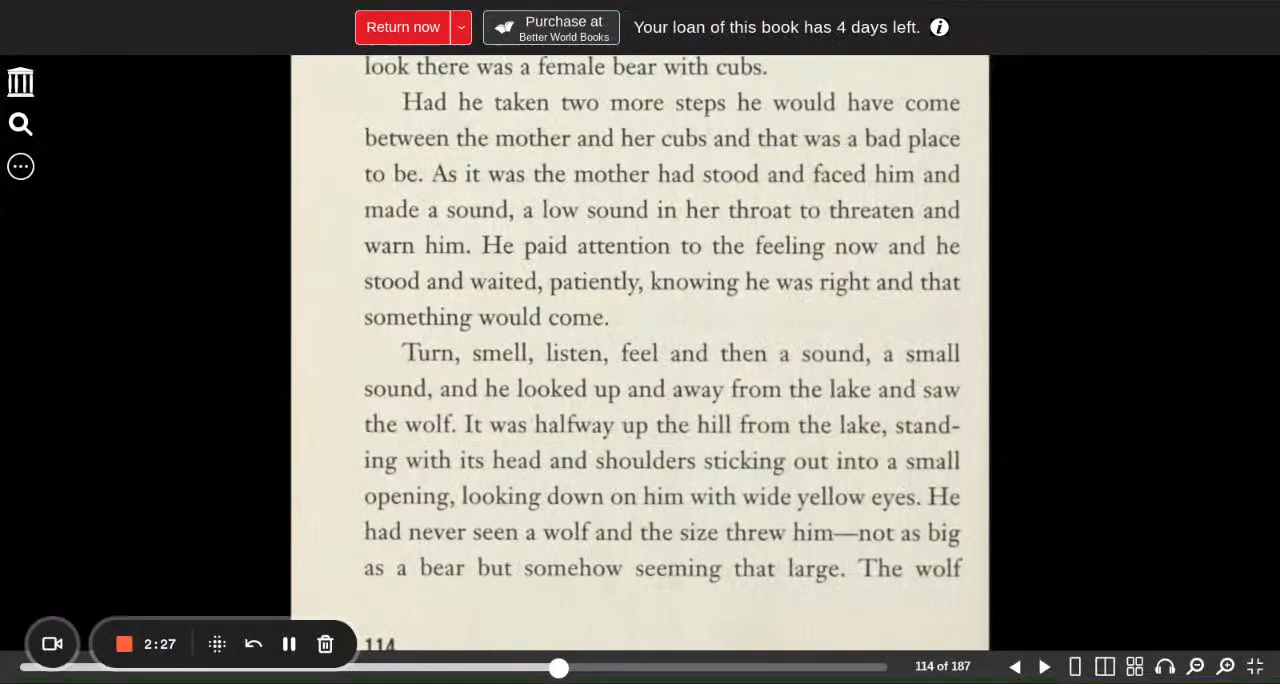 Return now
Purchase at
Better World Books
Your loan of this book has 4 days left.
look there was a female bear with cubs.
Had he taken two more steps he would have come
between the mother and her cubs and that was a bad place
to be. As it was the mother had stood and faced him and
made a sound, a low sound in her throat to threaten and
warn him. He paid attention to the feeling now and he
stood and waited, patiently, knowing he was right and that
something would come.
Turn, smell, listen, feel and then a sound, a small
sound, and he looked up and away from the lake and saw
the wolf. It was halfway up the hill from the lake, stand-
ing with its head and shoulders sticking out into a small
opening, looking down on him with wide yellow eyes. He
had never seen a wolf and the size threw him—not as big
as a bear but somehow seeming that large. The wolf
114
2:27
114 of 187